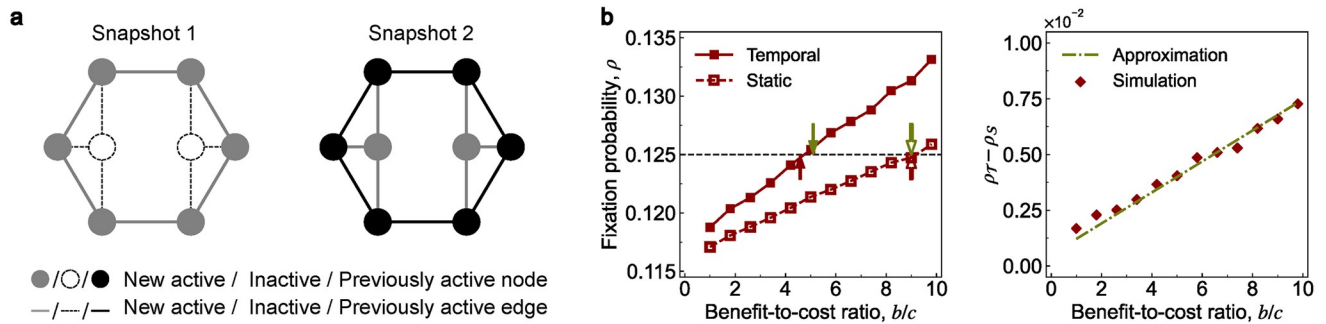 a
Snapshot 1
Snapshot 2
/ / New active / Inactive / Previously active node
/ / New active / Inactive / Previously active edge
b
Fixation probability, ρ
0.135
0.130
0.125
0.120
0.115
Temporal
Static
0 2 4 6 8 10
Benefit-to-cost ratio, b/c
×10⁻²
ρ𝒯 − ρS
1.00
0.75
0.50
0.25
0.00
Approximation
Simulation
0 2 4 6 8 10
Benefit-to-cost ratio, b/c